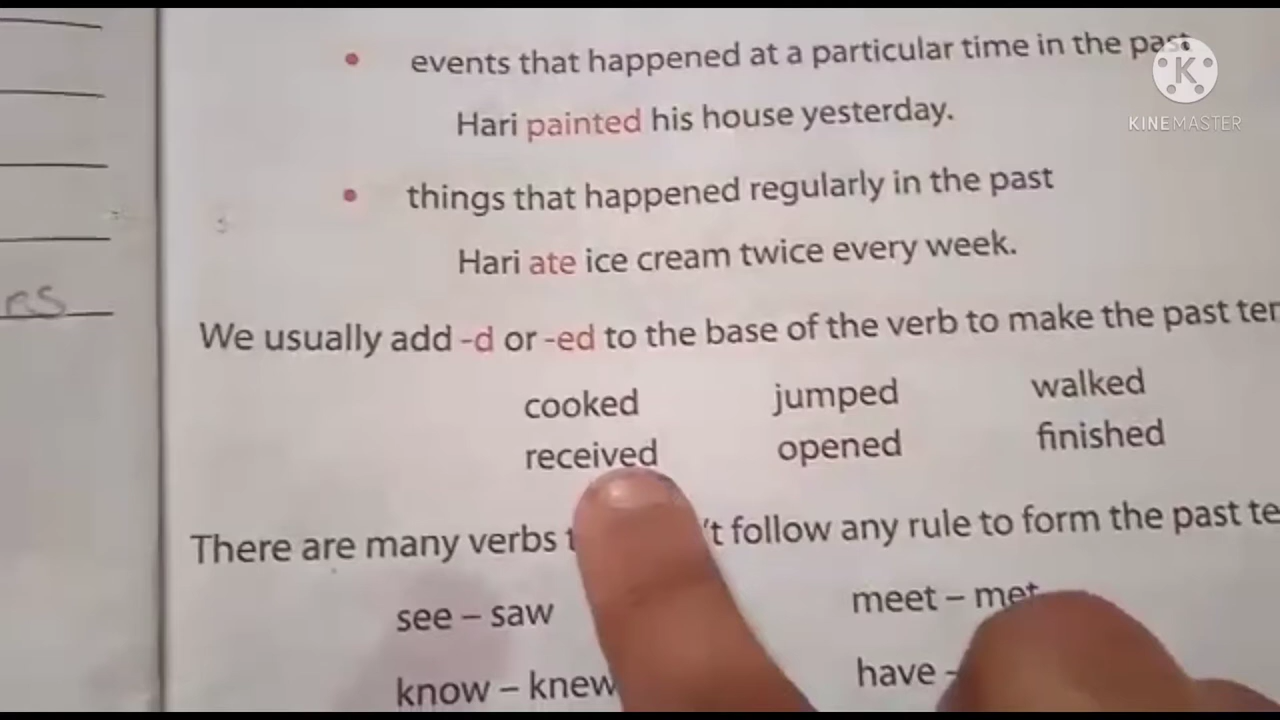 events that happened at a particular time in the past
K
KINEMASTER
Hari painted his house yesterday.
things that happened regularly in the past
Hari ate ice cream twice every week.
We usually add -d or -ed to the base of the verb to make the past
cooked jumped walked
received opened finished
There are many verbs follow any rule to form the past
see – saw meet – met
know – knew have –